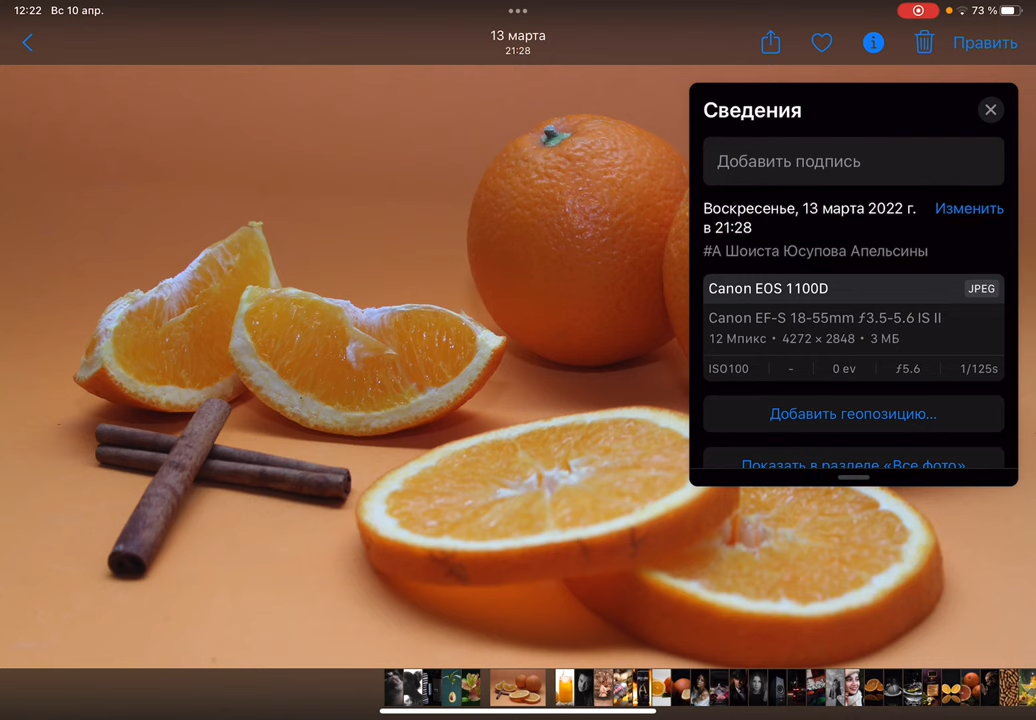 12:22 Вс 10 апр.
73 %
13 марта
21:28
Править
Сведения
Добавить подпись
Воскресенье, 13 марта 2022 г. Изменить
в 21:28
#А Шоиста Юсупова Апельсины
Canon EOS 1100D JPEG
Canon EF-S 18-55mm ƒ3.5-5.6 IS II
12 Мпикс • 4272 × 2848 • 3 МБ
ISO100 - 0 ev ƒ5.6 1/125s
Добавить геопозицию...
Показать в разделе «Все фото»